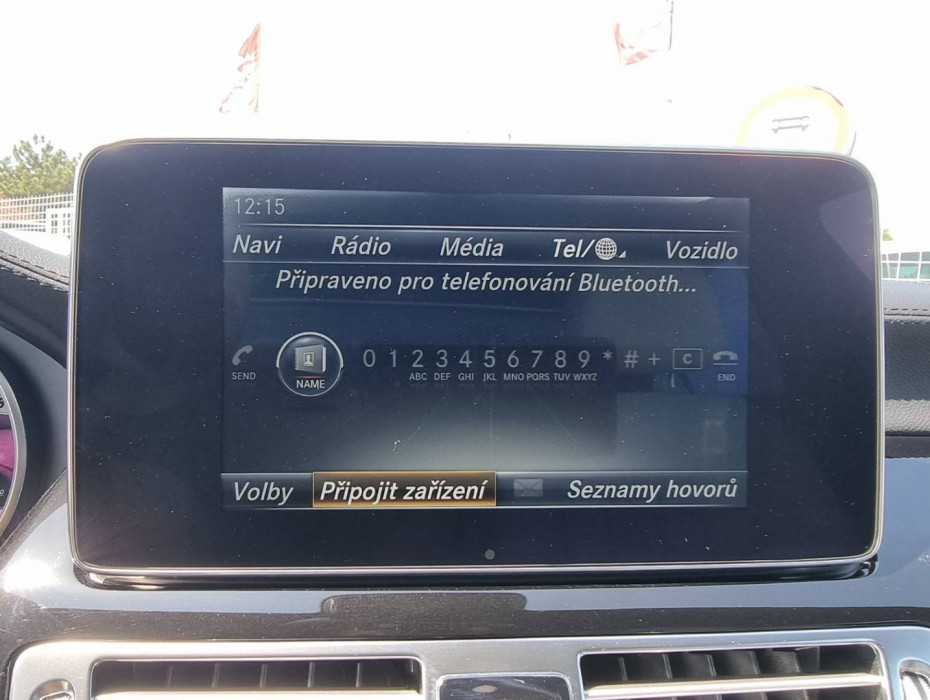 12:15
Navi Rádio Média Tel/ Vozidlo
Připraveno pro telefonování Bluetooth...
0 1 2 3 4 5 6 7 8 9 * # + C
SEND NAME ABC DEF GHI JKL MNO PQRS TUV WXYZ END
Volby Připojit zařízení Seznamy hovorů